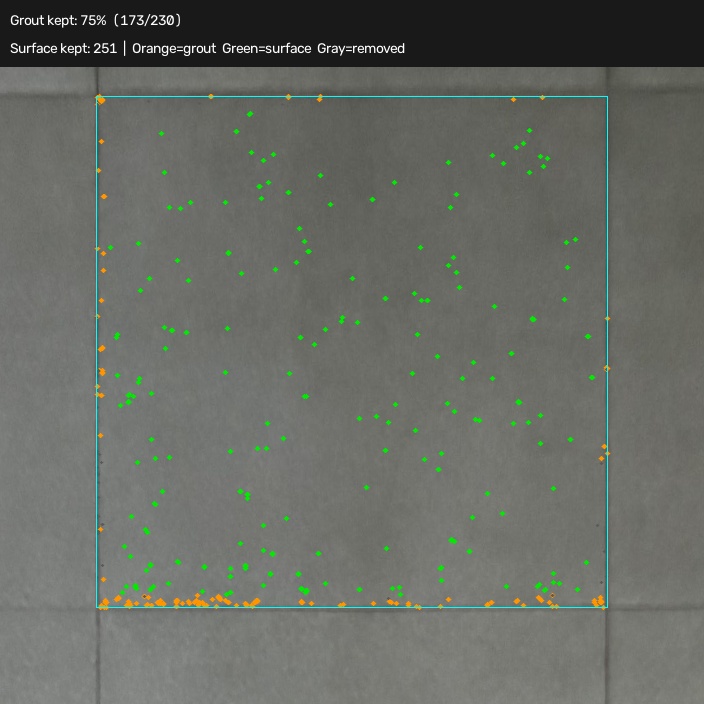 Grout kept: 75% (173/230)
Surface kept: 251 | Orange=grout Green=surface Gray=removed